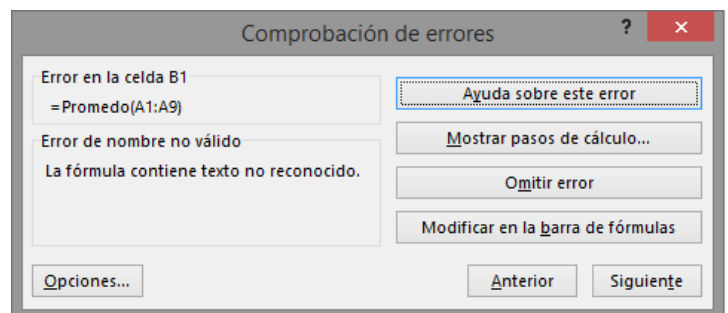 Comprobación de errores
?
×
Error en la celda B1
=Promedo(A1:A9)
Error de nombre no válido
La fórmula contiene texto no reconocido.
Ayuda sobre este error
Mostrar pasos de cálculo...
Omitir error
Modificar en la barra de fórmulas
Opciones...
Anterior
Siguiente